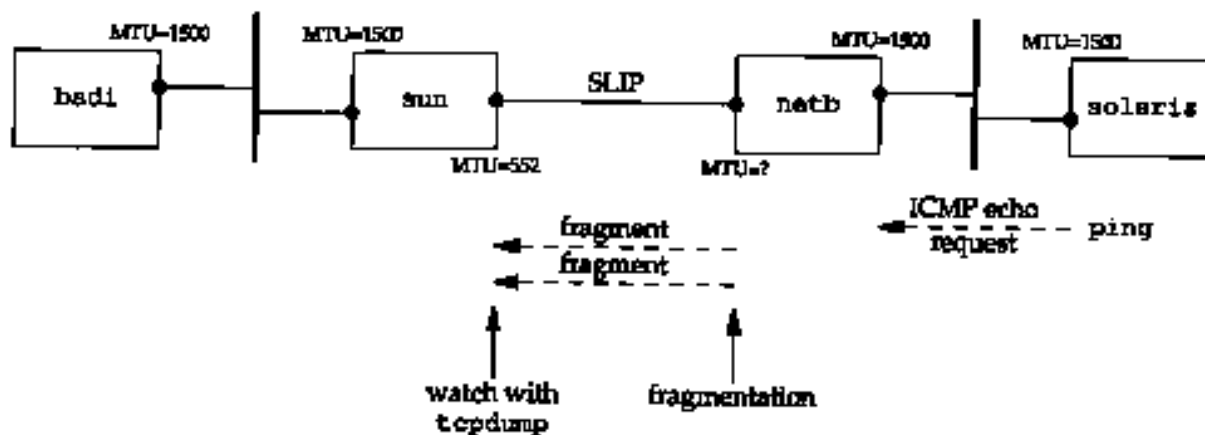 MTU=1500
MTU=1500
MTU=1500
MTU=1500
bsdi
sun
SLIP
netb
solaris
MTU=552
MTU=?
ICMP echo
request
ping
fragment
fragment
watch with
tcpdump
fragmentation